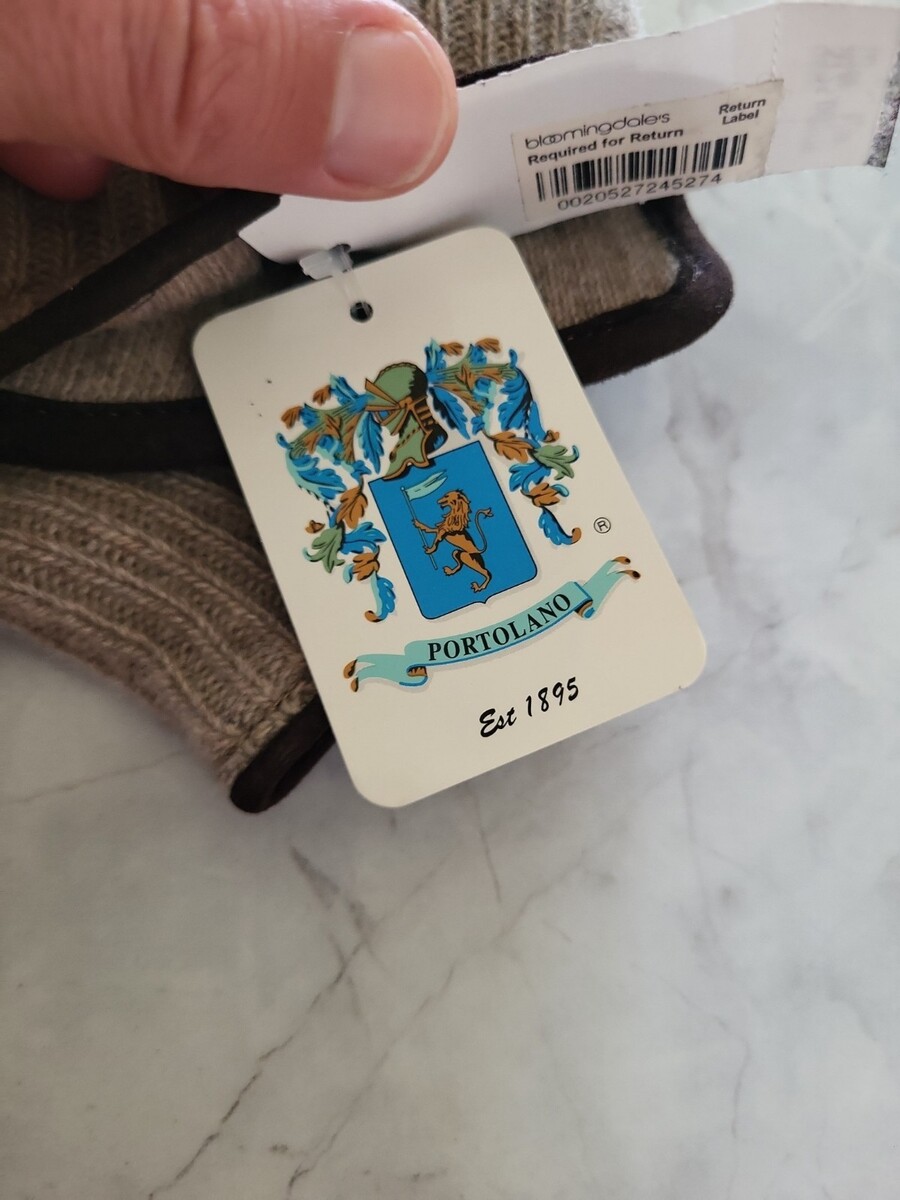 bloomingdale's
Return
Label
Required for Return
0020527245274
®
PORTOLANO
Est 1895